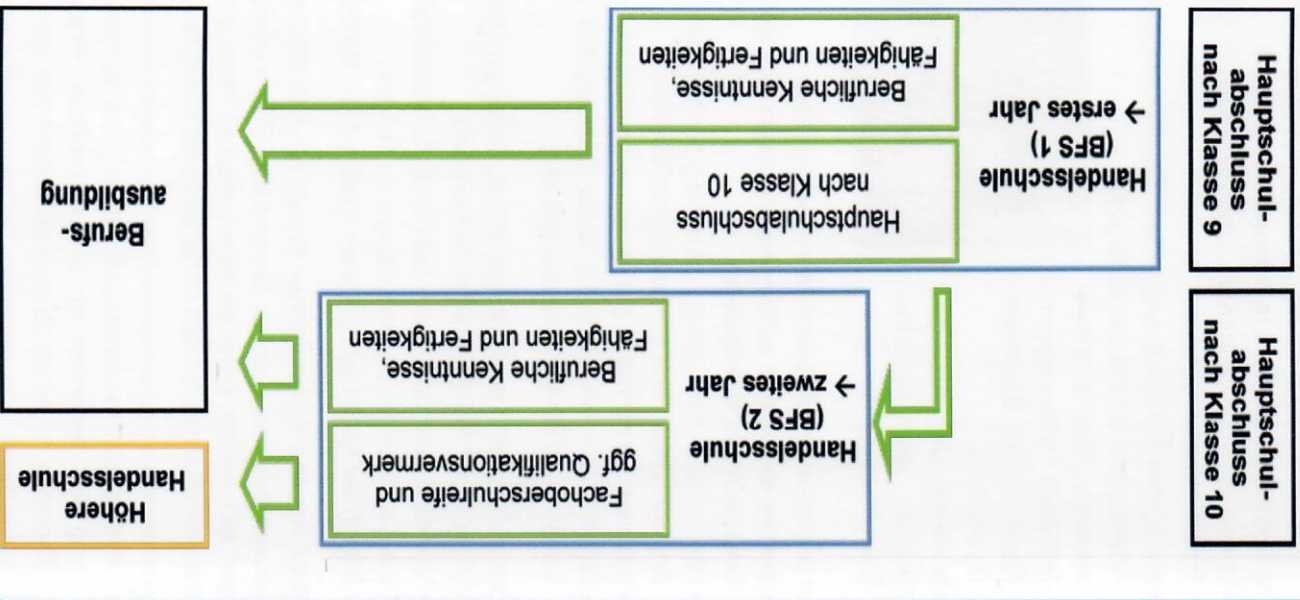 Hauptschul-
abschluss
nach Klasse 10
Handelsschule
(BFS 2)
→ zweites Jahr
Fachoberschulreife und
ggf. Qualifikationsvermerk
Berufliche Kenntnisse,
Fähigkeiten und Fertigkeiten
Höhere
Handelsschule
Hauptschul-
abschluss
nach Klasse 9
Handelsschule
(BFS 1)
→ erstes Jahr
Hauptschulabschluss
nach Klasse 10
Berufliche Kenntnisse,
Fähigkeiten und Fertigkeiten
Berufs-
ausbildung